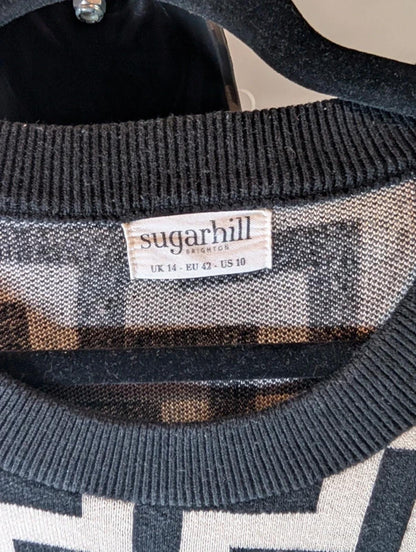 sugarhill
BRIGHTON
UK 14 - EU 42 - US 10